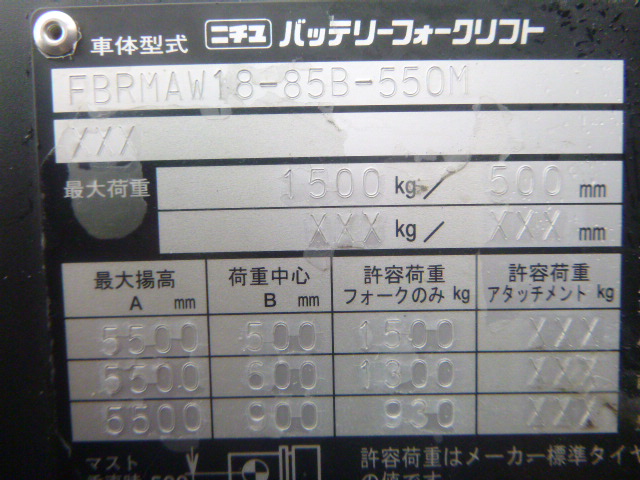 車体型式 ニチユ バッテリーフォークリフト
FBRMAW18-85B-550M
XXX
最大荷重 1500 kg / 500 mm
XXX kg / XXX mm
最大揚高 荷重中心 許容荷重 許容荷重
A mm B mm フォークのみ kg アタッチメント kg
5500 500 1500 XXX
5500 600 1300 XXX
5500 900 930 XXX
マスト
許容荷重はメーカー標準タイヤ
の値です。